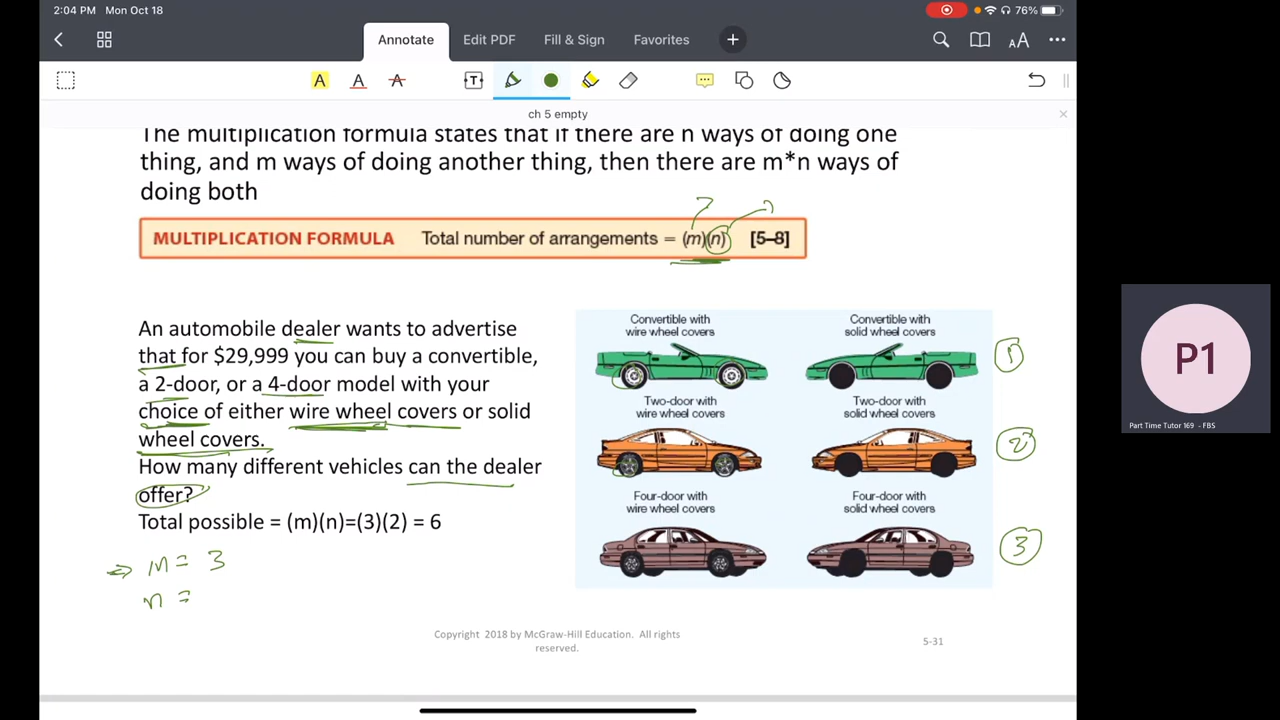 2:04 PM Mon Oct 18
76%
Annotate
Edit PDF
Fill & Sign
Favorites
ch 5 empty
The multiplication formula states that if there are n ways of doing one
thing, and m ways of doing another thing, then there are m*n ways of
doing both
MULTIPLICATION FORMULA Total number of arrangements = (m)(n) [5–8]
An automobile dealer wants to advertise
that for $29,999 you can buy a convertible,
a 2-door, or a 4-door model with your
choice of either wire wheel covers or solid
wheel covers.
How many different vehicles can the dealer
offer?
Total possible = (m)(n)=(3)(2) = 6
m = 3
n =
Convertible with
wire wheel covers
Convertible with
solid wheel covers
1
Two-door with
wire wheel covers
Two-door with
solid wheel covers
2
Four-door with
wire wheel covers
Four-door with
solid wheel covers
3
Copyright 2018 by McGraw-Hill Education. All rights
reserved.
5-31
P1
Part Time Tutor 169 - FBS